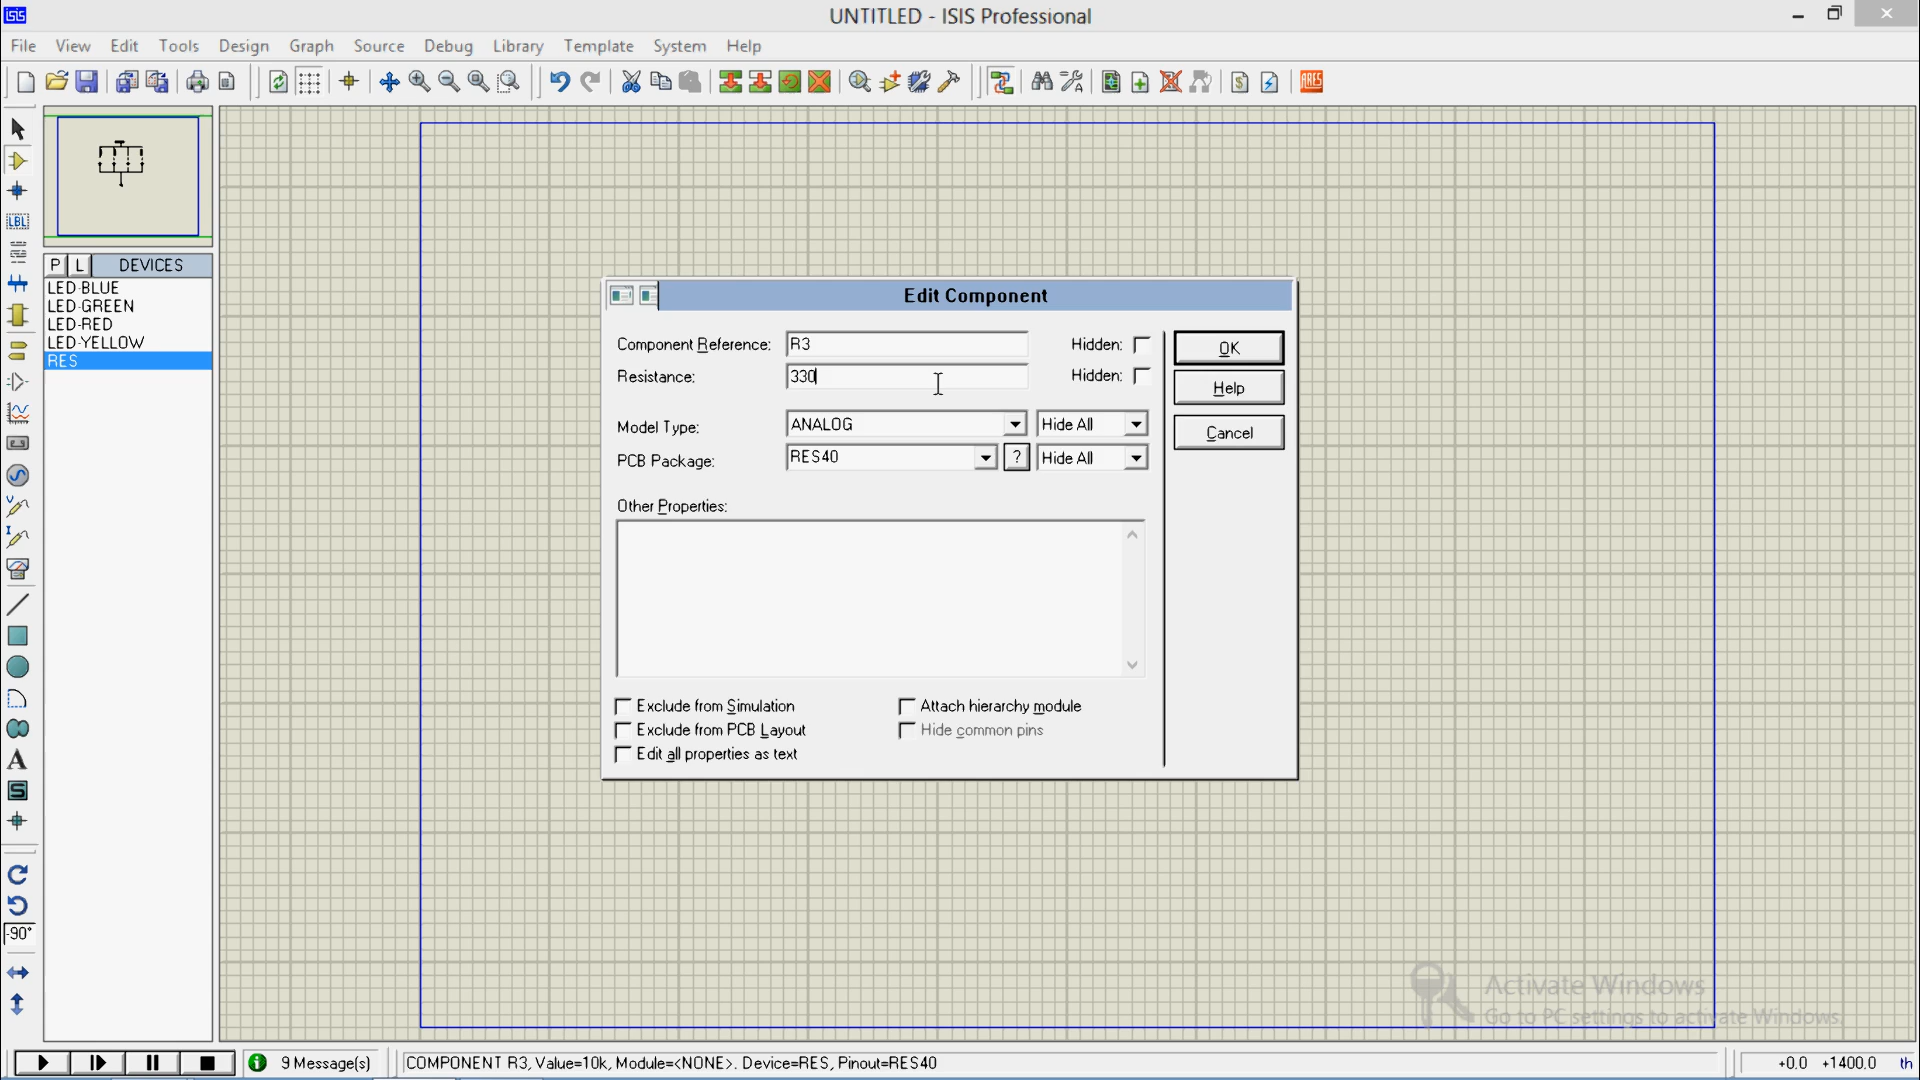 isis
UNTITLED - ISIS Professional
File View Edit Tools Design Graph Source Debug Library Template System Help
ARES
LBL
P L DEVICES
LED-BLUE
LED-GREEN
LED-RED
LED-YELLOW
RES
Edit Component
Component Reference: R3 Hidden: OK
Resistance: 330 Hidden: Help
Model Type: ANALOG Hide All Cancel
PCB Package: RES40 ? Hide All
Other Properties:
Exclude from Simulation Attach hierarchy module
Exclude from PCB Layout Hide common pins
Edit all properties as text
V
I
A
S
-90°
Activate Windows
Go to PC settings to activate Windows.
9 Message(s) COMPONENT R3, Value=10k, Module=<NONE>. Device=RES, Pinout=RES40 +0.0 +1400.0 th